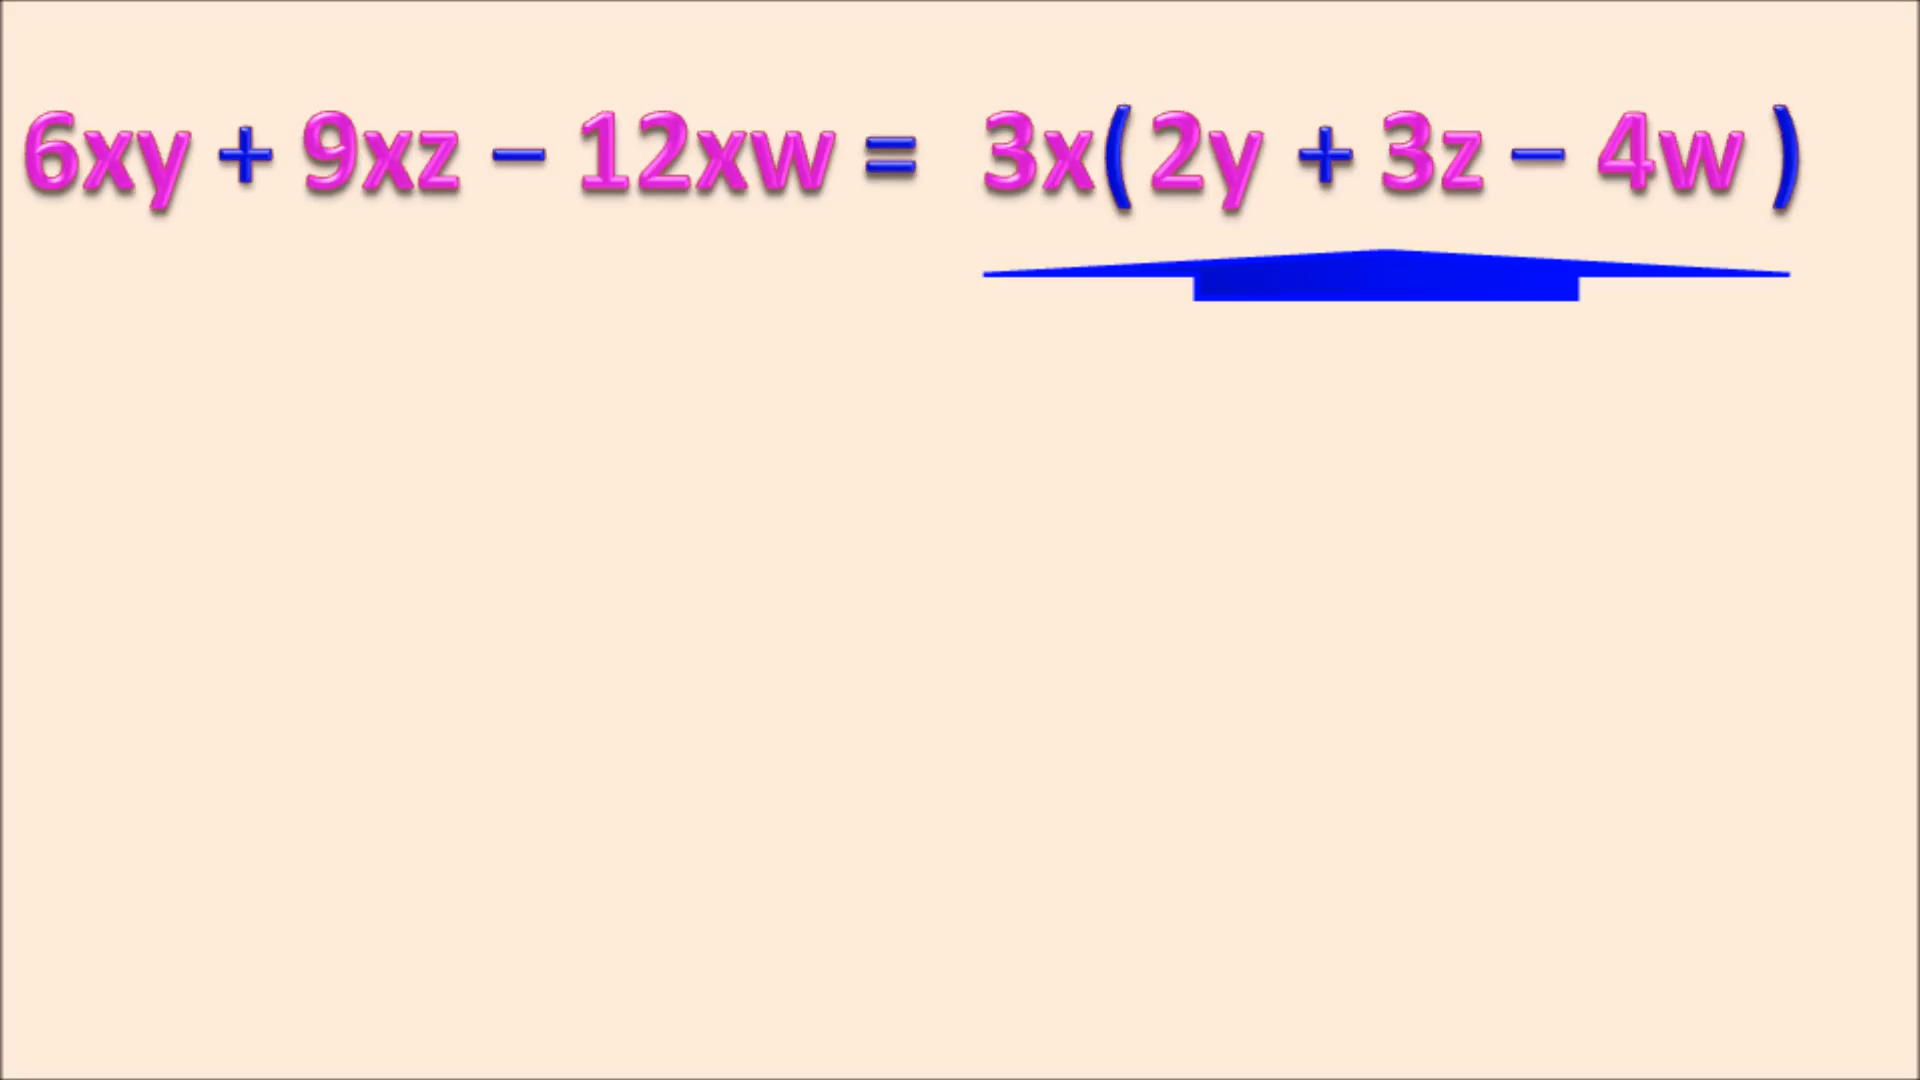 6xy + 9xz – 12xw = 3x( 2y + 3z – 4w )